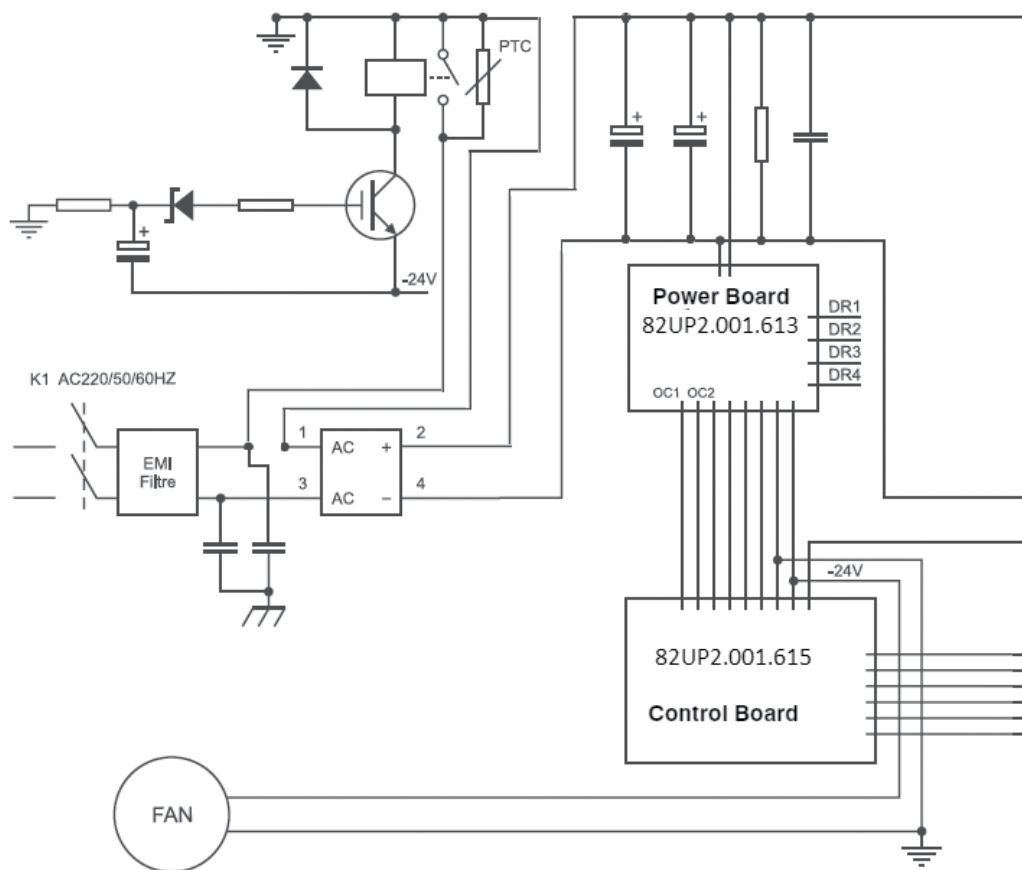 PTC
+
+
+
+
-24V
Power Board
82UP2.001.613
DR1
DR2
DR3
DR4
OC1 OC2
K1 AC220/50/60HZ
EMI
Filtre
1 AC + 2
3 AC – 4
-24V
82UP2.001.615
Control Board
FAN